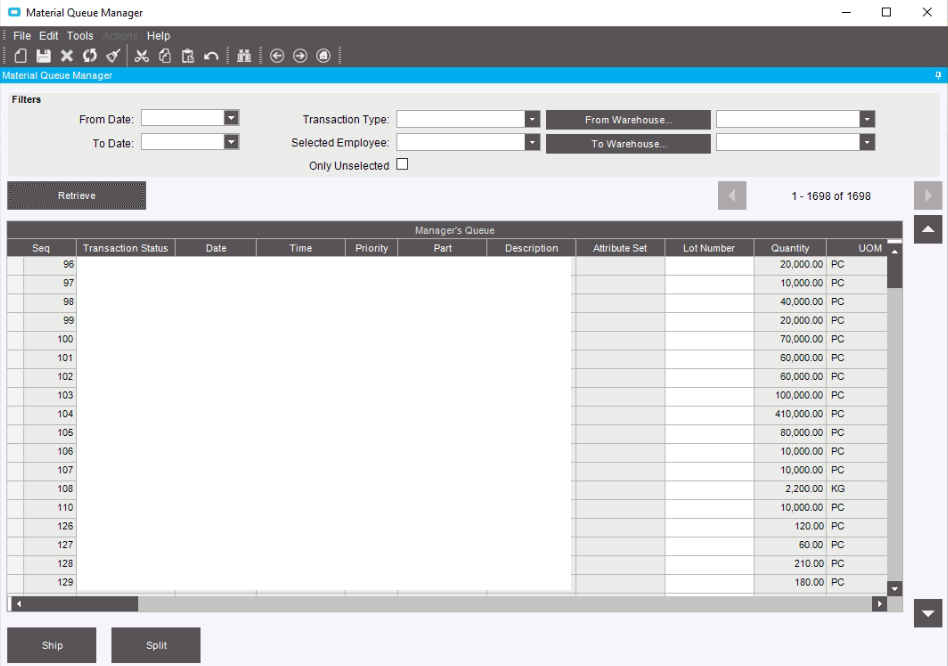 Material Queue Manager
File Edit Tools Actions Help
Material Queue Manager
Filters
From Date: Transaction Type: From Warehouse...
To Date: Selected Employee: To Warehouse...
Only Unselected
Retrieve 1 - 1698 of 1698
Manager's Queue
Seq Transaction Status Date Time Priority Part Description Attribute Set Lot Number Quantity UOM
96 20,000.00 PC
97 10,000.00 PC
98 40,000.00 PC
99 20,000.00 PC
100 70,000.00 PC
101 60,000.00 PC
102 60,000.00 PC
103 100,000.00 PC
104 410,000.00 PC
105 80,000.00 PC
106 10,000.00 PC
107 10,000.00 PC
108 2,200.00 KG
110 10,000.00 PC
126 120.00 PC
127 60.00 PC
128 210.00 PC
129 180.00 PC
Ship Split